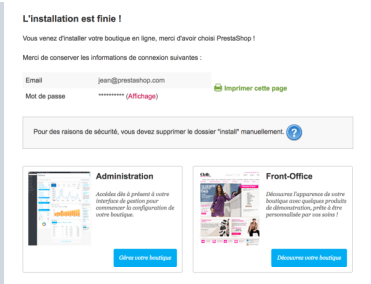 L'installation est finie !
Vous venez d'installer votre boutique en ligne, merci d'avoir choisi PrestaShop !
Merci de conserver les informations de connexion suivantes :
Email jean@prestashop.com
Mot de passe ********** (Affichage)
Imprimer cette page
Pour des raisons de sécurité, vous devez supprimer le dossier "install" manuellement. ?
Administration
Accédez dès à présent à votre
interface de gestion pour
commencer la configuration de
votre boutique.
Gérez votre boutique
Front-Office
Découvrez l'apparence de votre
boutique avec quelques produits
de démonstration, prête à être
personnalisée par vos soins !
Découvrez votre boutique